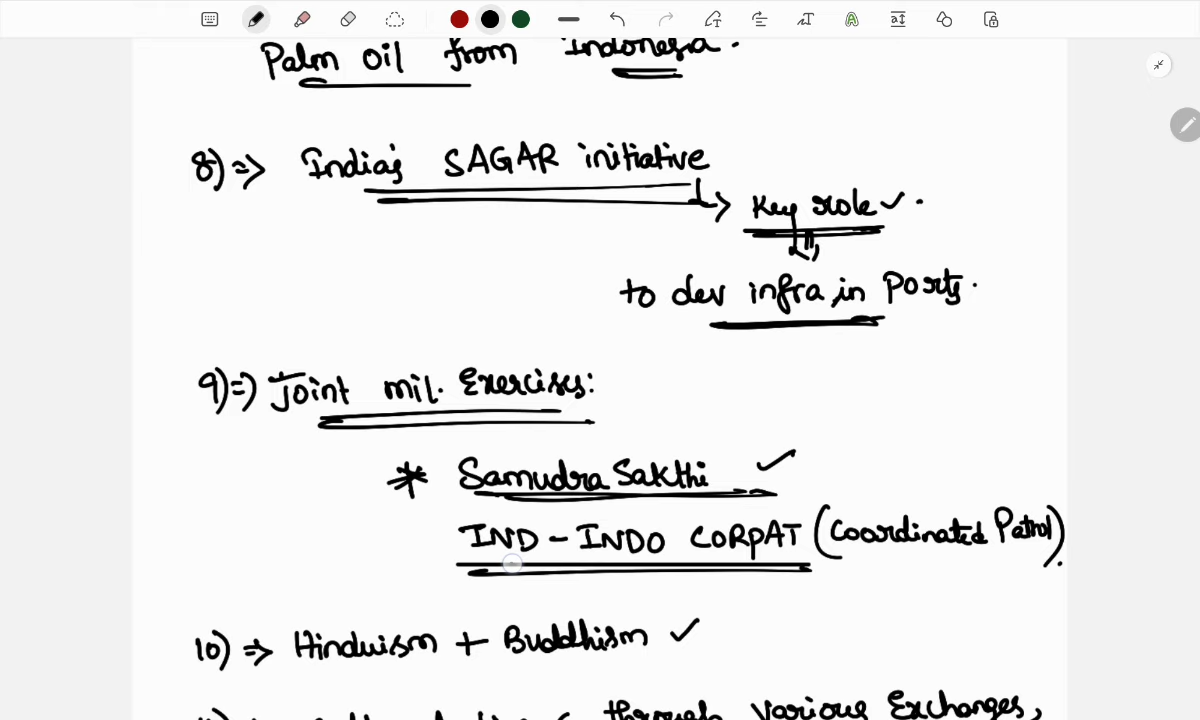 Palm oil from Indonesia.
8) => India's SAGAR initiative
Key role ✓.
to dev infra in Ports.
9) => Joint mil. Exercises:
* Samudra Sakthi ✓
IND - INDO CORPAT (Coordinated Patrol).
10) => Hinduism + Buddhism ✓
through various Exchanges,